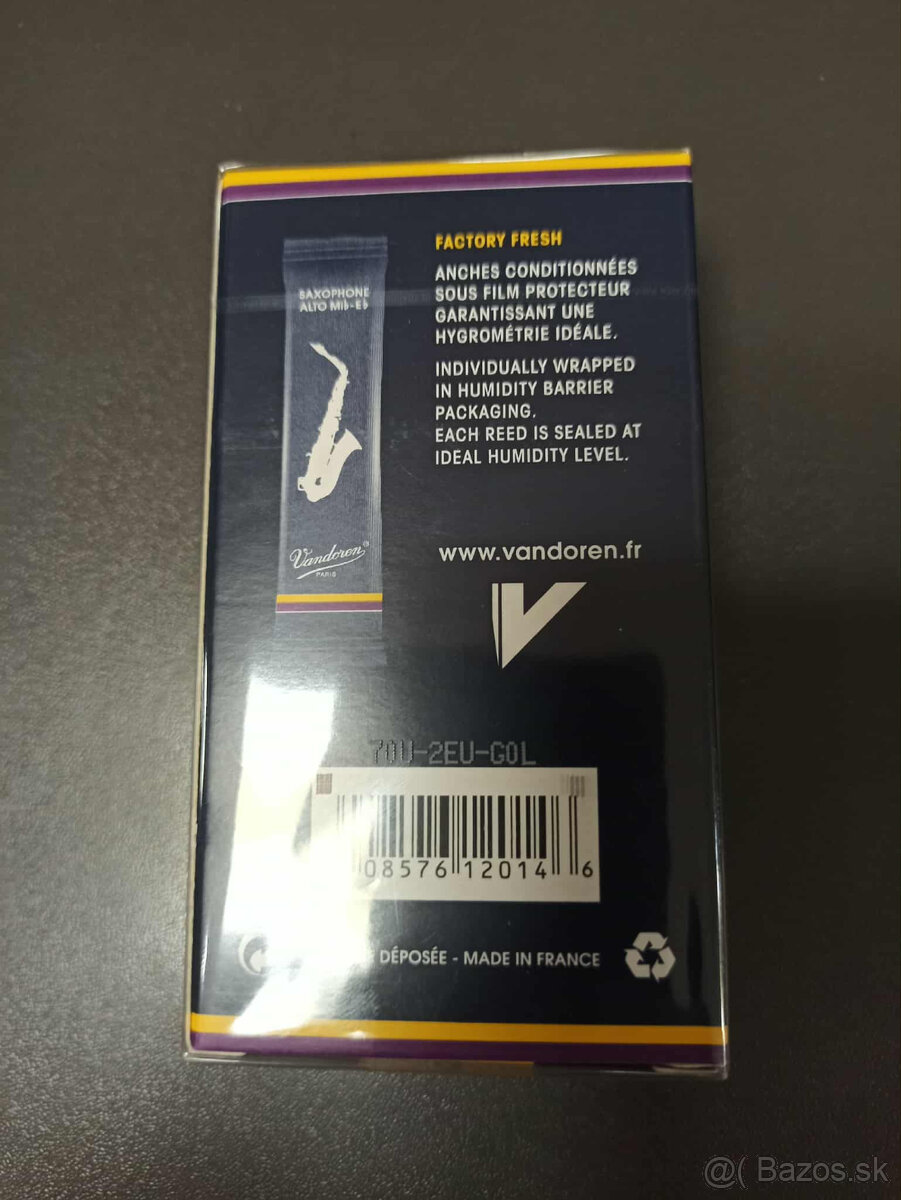 FACTORY FRESH
ANCHES CONDITIONNÉES
SOUS FILM PROTECTEUR
GARANTISSANT UNE
HYGROMÉTRIE IDÉALE.
INDIVIDUALLY WRAPPED
IN HUMIDITY BARRIER
PACKAGING.
EACH REED IS SEALED AT
IDEAL HUMIDITY LEVEL.
SAXOPHONE
ALTO MI♭-E♭
Vandoren®
PARIS
www.vandoren.fr
V
70U-2EU-G0L
08576 12014 6
DÉPOSÉE - MADE IN FRANCE
@( Bazos.sk